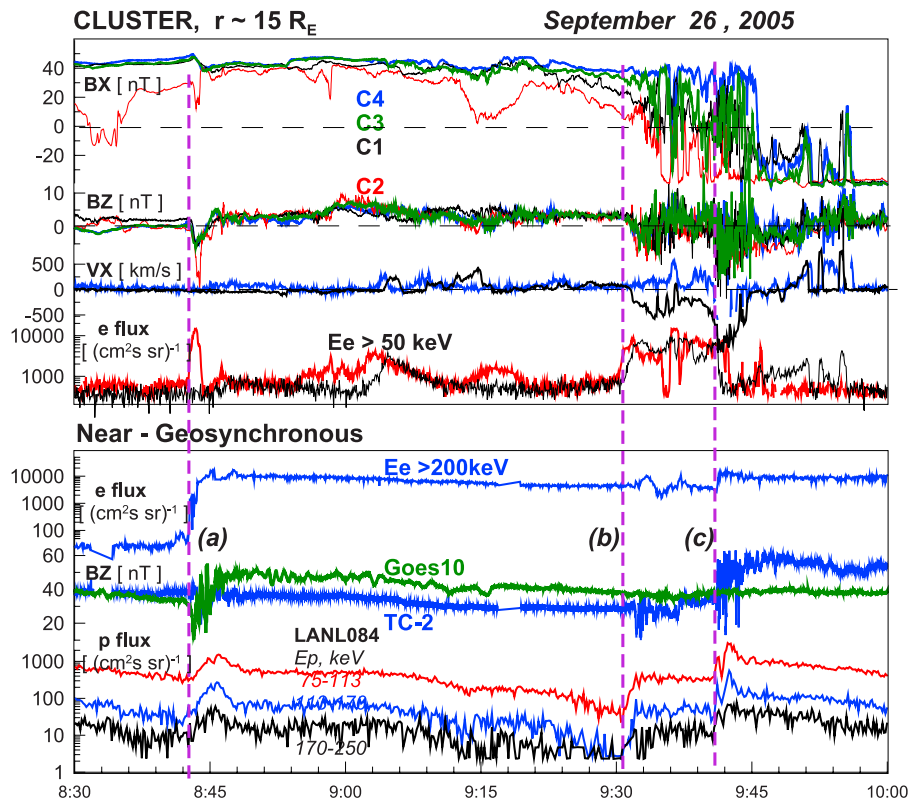 CLUSTER, r ~ 15 RE
September 26 , 2005
40
BX [ nT ]
20
0
-20
C4
C3
C1
C2
10
BZ [ nT ]
0
500
VX [ km/s ]
0
-500
10000
e flux
[ (cm²s sr)⁻¹ ]
1000
Ee > 50 keV
Near - Geosynchronous
10000
Ee >200keV
e flux
1000
[ (cm²s sr)⁻¹ ]
100
(a)
(b)
(c)
60
BZ [ nT ]
Goes10
40
TC-2
20
p flux
[ (cm²s sr)⁻¹ ]
LANL084
Ep, keV
75-113
170-250
1000
100
10
1
8:30
8:45
9:00
9:15
9:30
9:45
10:00